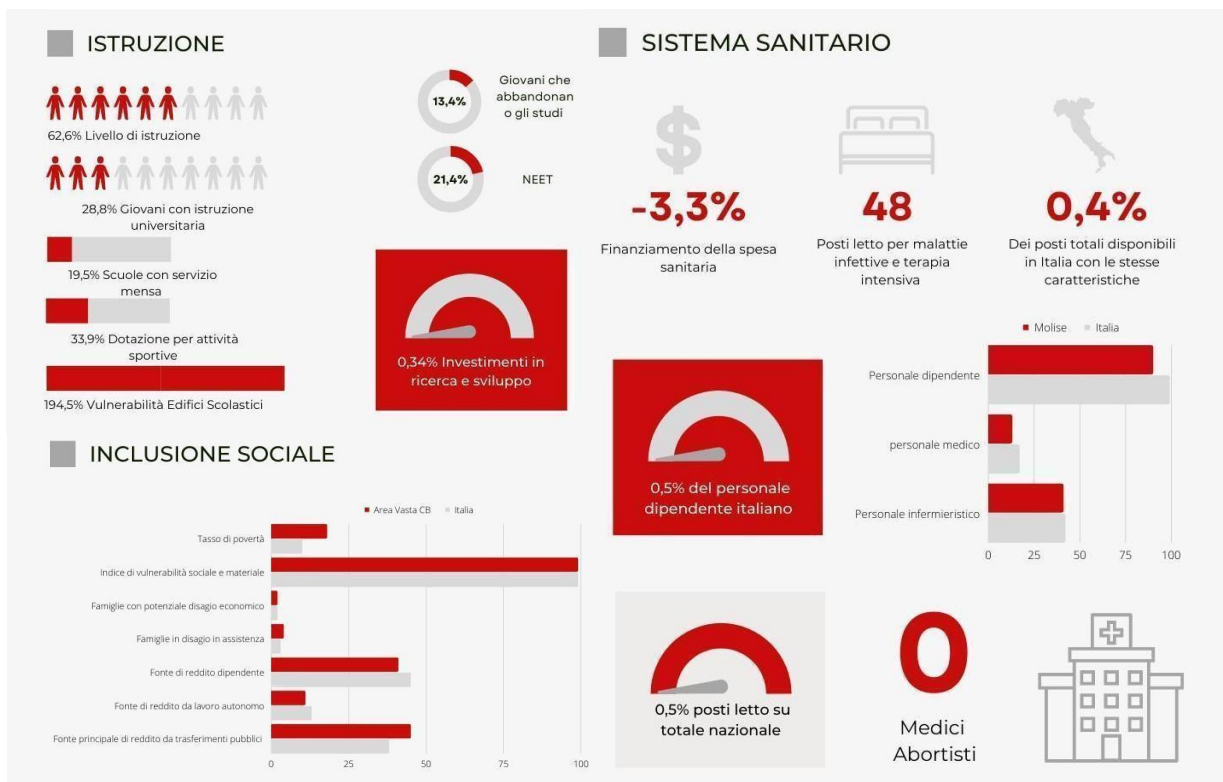 ISTRUZIONE
62,6% Livello di istruzione
28,8% Giovani con istruzione
universitaria
19,5% Scuole con servizio
mensa
33,9% Dotazione per attività
sportive
194,5% Vulnerabilità Edifici Scolastici
13,4%
Giovani che
abbandonan
o gli studi
21,4%
NEET
0,34% Investimenti in
ricerca e sviluppo
INCLUSIONE SOCIALE
Area Vasta CB
Italia
Tasso di povertà
Indice di vulnerabilità sociale e materiale
Famiglie con potenziale disagio economico
Famiglie in disagio in assistenza
Fonte di reddito dipendente
Fonte di reddito da lavoro autonomo
Fonte principale di reddito da trasferimenti pubblici
0 25 50 75 100
SISTEMA SANITARIO
$
-3,3%
Finanziamento della spesa
sanitaria
48
Posti letto per malattie
infettive e terapia
intensiva
0,4%
Dei posti totali disponibili
in Italia con le stesse
caratteristiche
0,5% del personale
dipendente italiano
Molise
Italia
Personale dipendente
personale medico
Personale infermieristico
0 25 50 75 100
0,5% posti letto su
totale nazionale
0
Medici
Abortisti